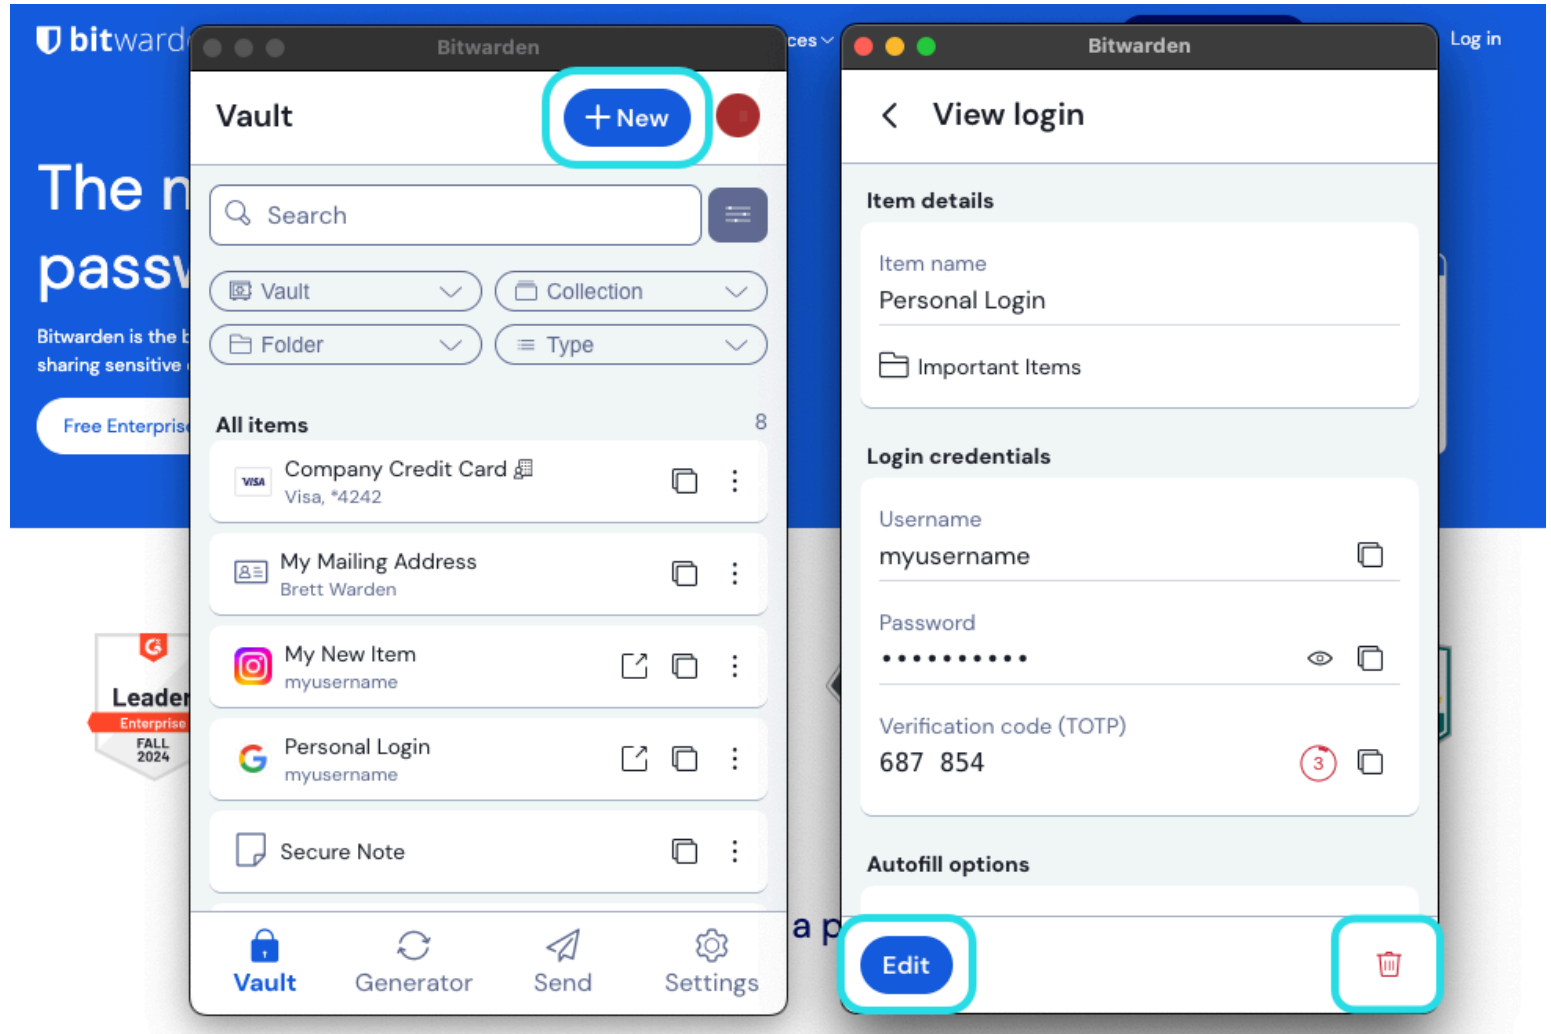 bitward
ces
Log in
The m
passw
Bitwarden is the b
sharing sensitive
Free Enterprise
Leader
Enterprise
FALL
2024
a p
Bitwarden
Vault
+ New
Search
Vault
Collection
Folder
Type
All items
8
VISA
Company Credit Card
Visa, *4242
My Mailing Address
Brett Warden
My New Item
myusername
Personal Login
myusername
Secure Note
Vault
Generator
Send
Settings
Bitwarden
View login
Item details
Item name
Personal Login
Important Items
Login credentials
Username
myusername
Password
••••••••••
Verification code (TOTP)
687 854
3
Autofill options
Edit